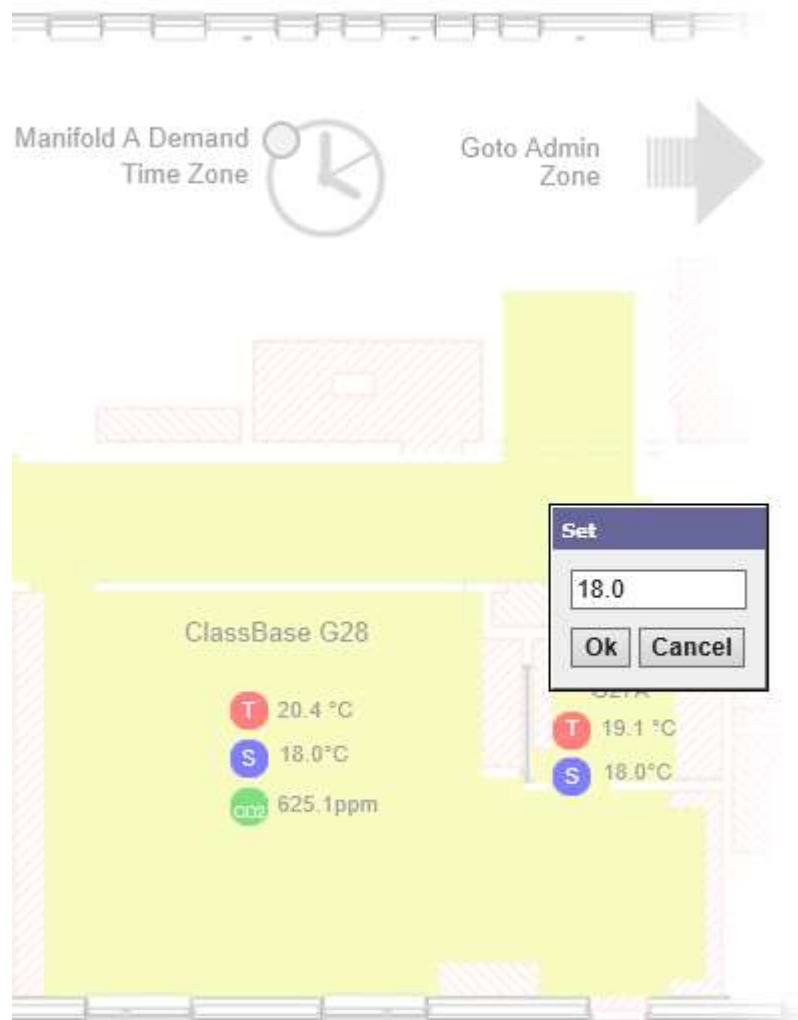 Manifold A Demand
Time Zone
Goto Admin
Zone
Set
18.0
Ok Cancel
ClassBase G28
T 20.4 °C
S 18.0°C
CO2 625.1ppm
T 19.1 °C
S 18.0°C